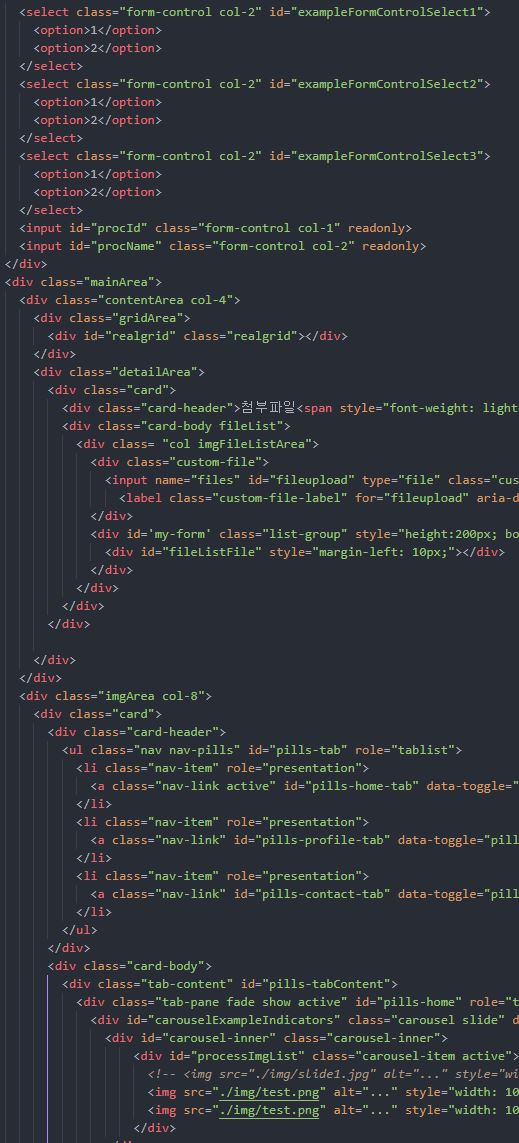 <select class="form-control col-2" id="exampleFormControlSelect1">
<option>1</option>
<option>2</option>
</select>
<select class="form-control col-2" id="exampleFormControlSelect2">
<option>1</option>
<option>2</option>
</select>
<select class="form-control col-2" id="exampleFormControlSelect3">
<option>1</option>
<option>2</option>
</select>
<input id="procId" class="form-control col-1" readonly>
<input id="procName" class="form-control col-2" readonly>
</div>
<div class="mainArea">
<div class="contentArea col-4">
<div class="gridArea">
<div id="realgrid" class="realgrid"></div>
</div>
<div class="detailArea">
<div class="card">
<div class="card-header">첨부파일<span style="font-weight: light
<div class="card-body fileList">
<div class= "col imgFileListArea">
<div class="custom-file">
<input name="files" id="fileupload" type="file" class="cus
<label class="custom-file-label" for="fileupload" aria-d
</div>
<div id='my-form' class="list-group" style="height:200px; bo
<div id="fileListFile" style="margin-left: 10px;"></div>
</div>
</div>
</div>
</div>
</div>
</div>
<div class="imgArea col-8">
<div class="card">
<div class="card-header">
<ul class="nav nav-pills" id="pills-tab" role="tablist">
<li class="nav-item" role="presentation">
<a class="nav-link active" id="pills-home-tab" data-toggle="
</li>
<li class="nav-item" role="presentation">
<a class="nav-link" id="pills-profile-tab" data-toggle="pill
</li>
<li class="nav-item" role="presentation">
<a class="nav-link" id="pills-contact-tab" data-toggle="pill
</li>
</ul>
</div>
<div class="card-body">
<div class="tab-content" id="pills-tabContent">
<div class="tab-pane fade show active" id="pills-home" role="t
<div id="carouselExampleIndicators" class="carousel slide" d
<div id="carousel-inner" class="carousel-inner">
<div id="processImgList" class="carousel-item active">
<!-- <img src="./img/slide1.jpg" alt="..." style="wi
<img src="./img/test.png" alt="..." style="width: 10
<img src="./img/test.png" alt="..." style="width: 10
</div>